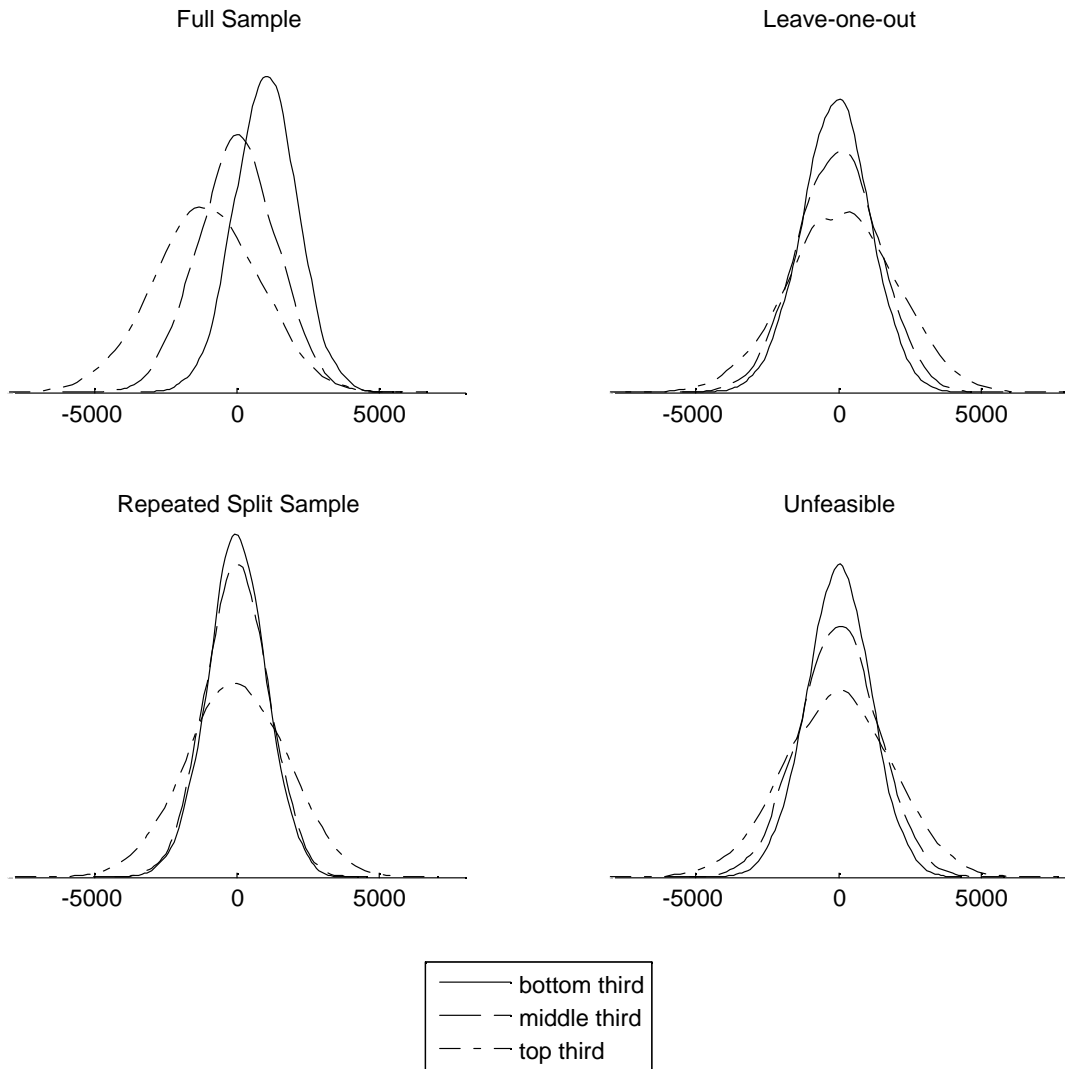 Full Sample
Leave-one-out
-5000 0 5000
-5000 0 5000
Repeated Split Sample
Unfeasible
-5000 0 5000
-5000 0 5000
bottom third
middle third
top third